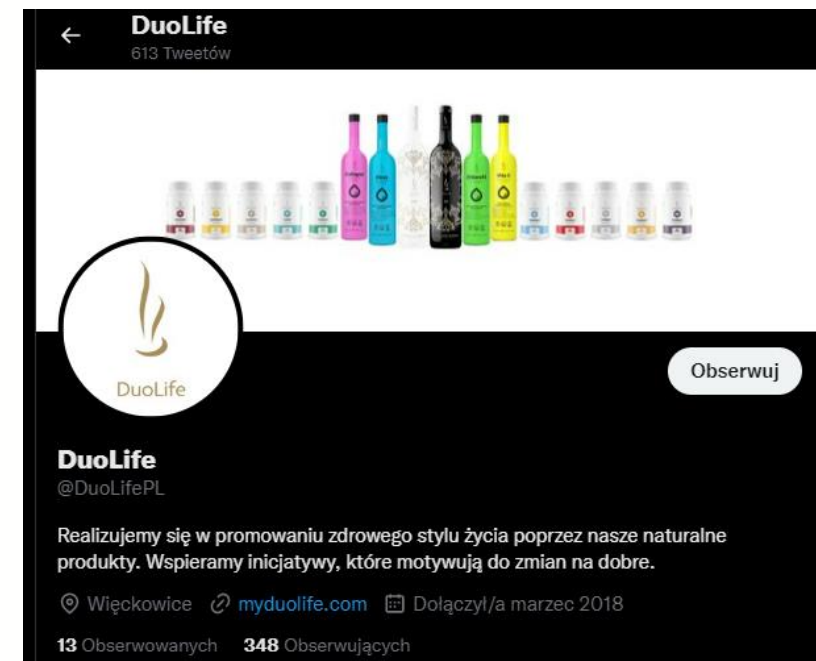 DuoLife
613 Tweetów
DuoLife
Obserwuj
DuoLife
@DuoLifePL
Realizujemy się w promowaniu zdrowego stylu życia poprzez nasze naturalne
produkty. Wspieramy inicjatywy, które motywują do zmian na dobre.
Więckowice myduolife.com Dołączył/a marzec 2018
13 Obserwowanych 348 Obserwujących